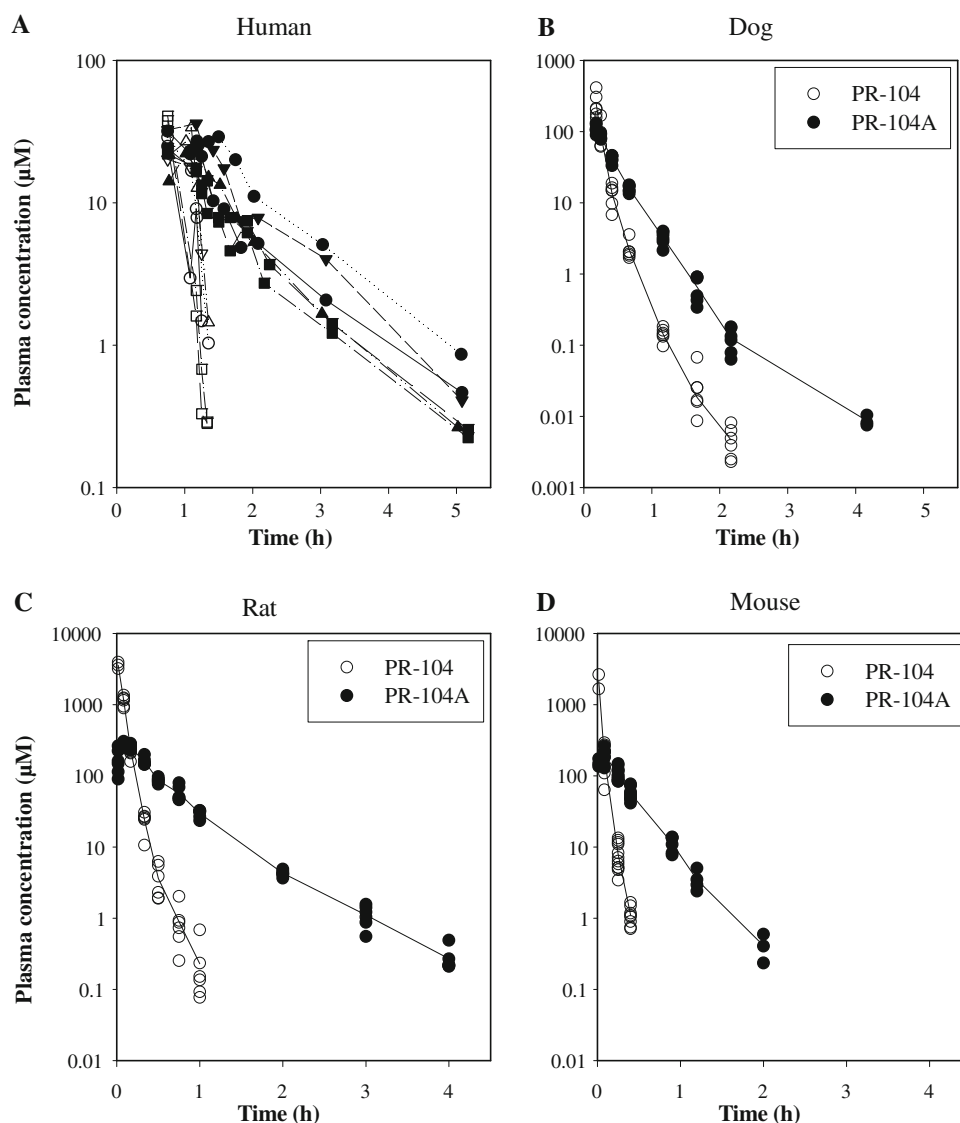 A
Human
Plasma concentration (µM)
100
10
1
0.1
0 1 2 3 4 5
Time (h)
B
Dog
PR-104
PR-104A
1000
100
10
1
0.1
0.01
0.001
0 1 2 3 4 5
Time (h)
C
Rat
PR-104
PR-104A
Plasma concentration (µM)
10000
1000
100
10
1
0.1
0.01
0 1 2 3 4
Time (h)
D
Mouse
PR-104
PR-104A
10000
1000
100
10
1
0.1
0.01
0 1 2 3 4
Time (h)